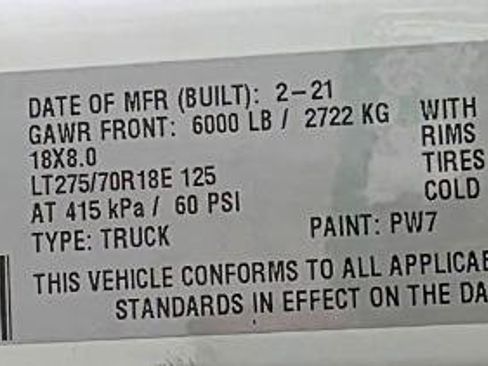 DATE OF MFR (BUILT): 2-21
GAWR FRONT: 6000 LB / 2722 KG WITH
18X8.0 RIMS
LT275/70R18E 125 TIRES
AT 415 kPa / 60 PSI COLD
TYPE: TRUCK PAINT: PW7
THIS VEHICLE CONFORMS TO ALL APPLICAB
STANDARDS IN EFFECT ON THE DA